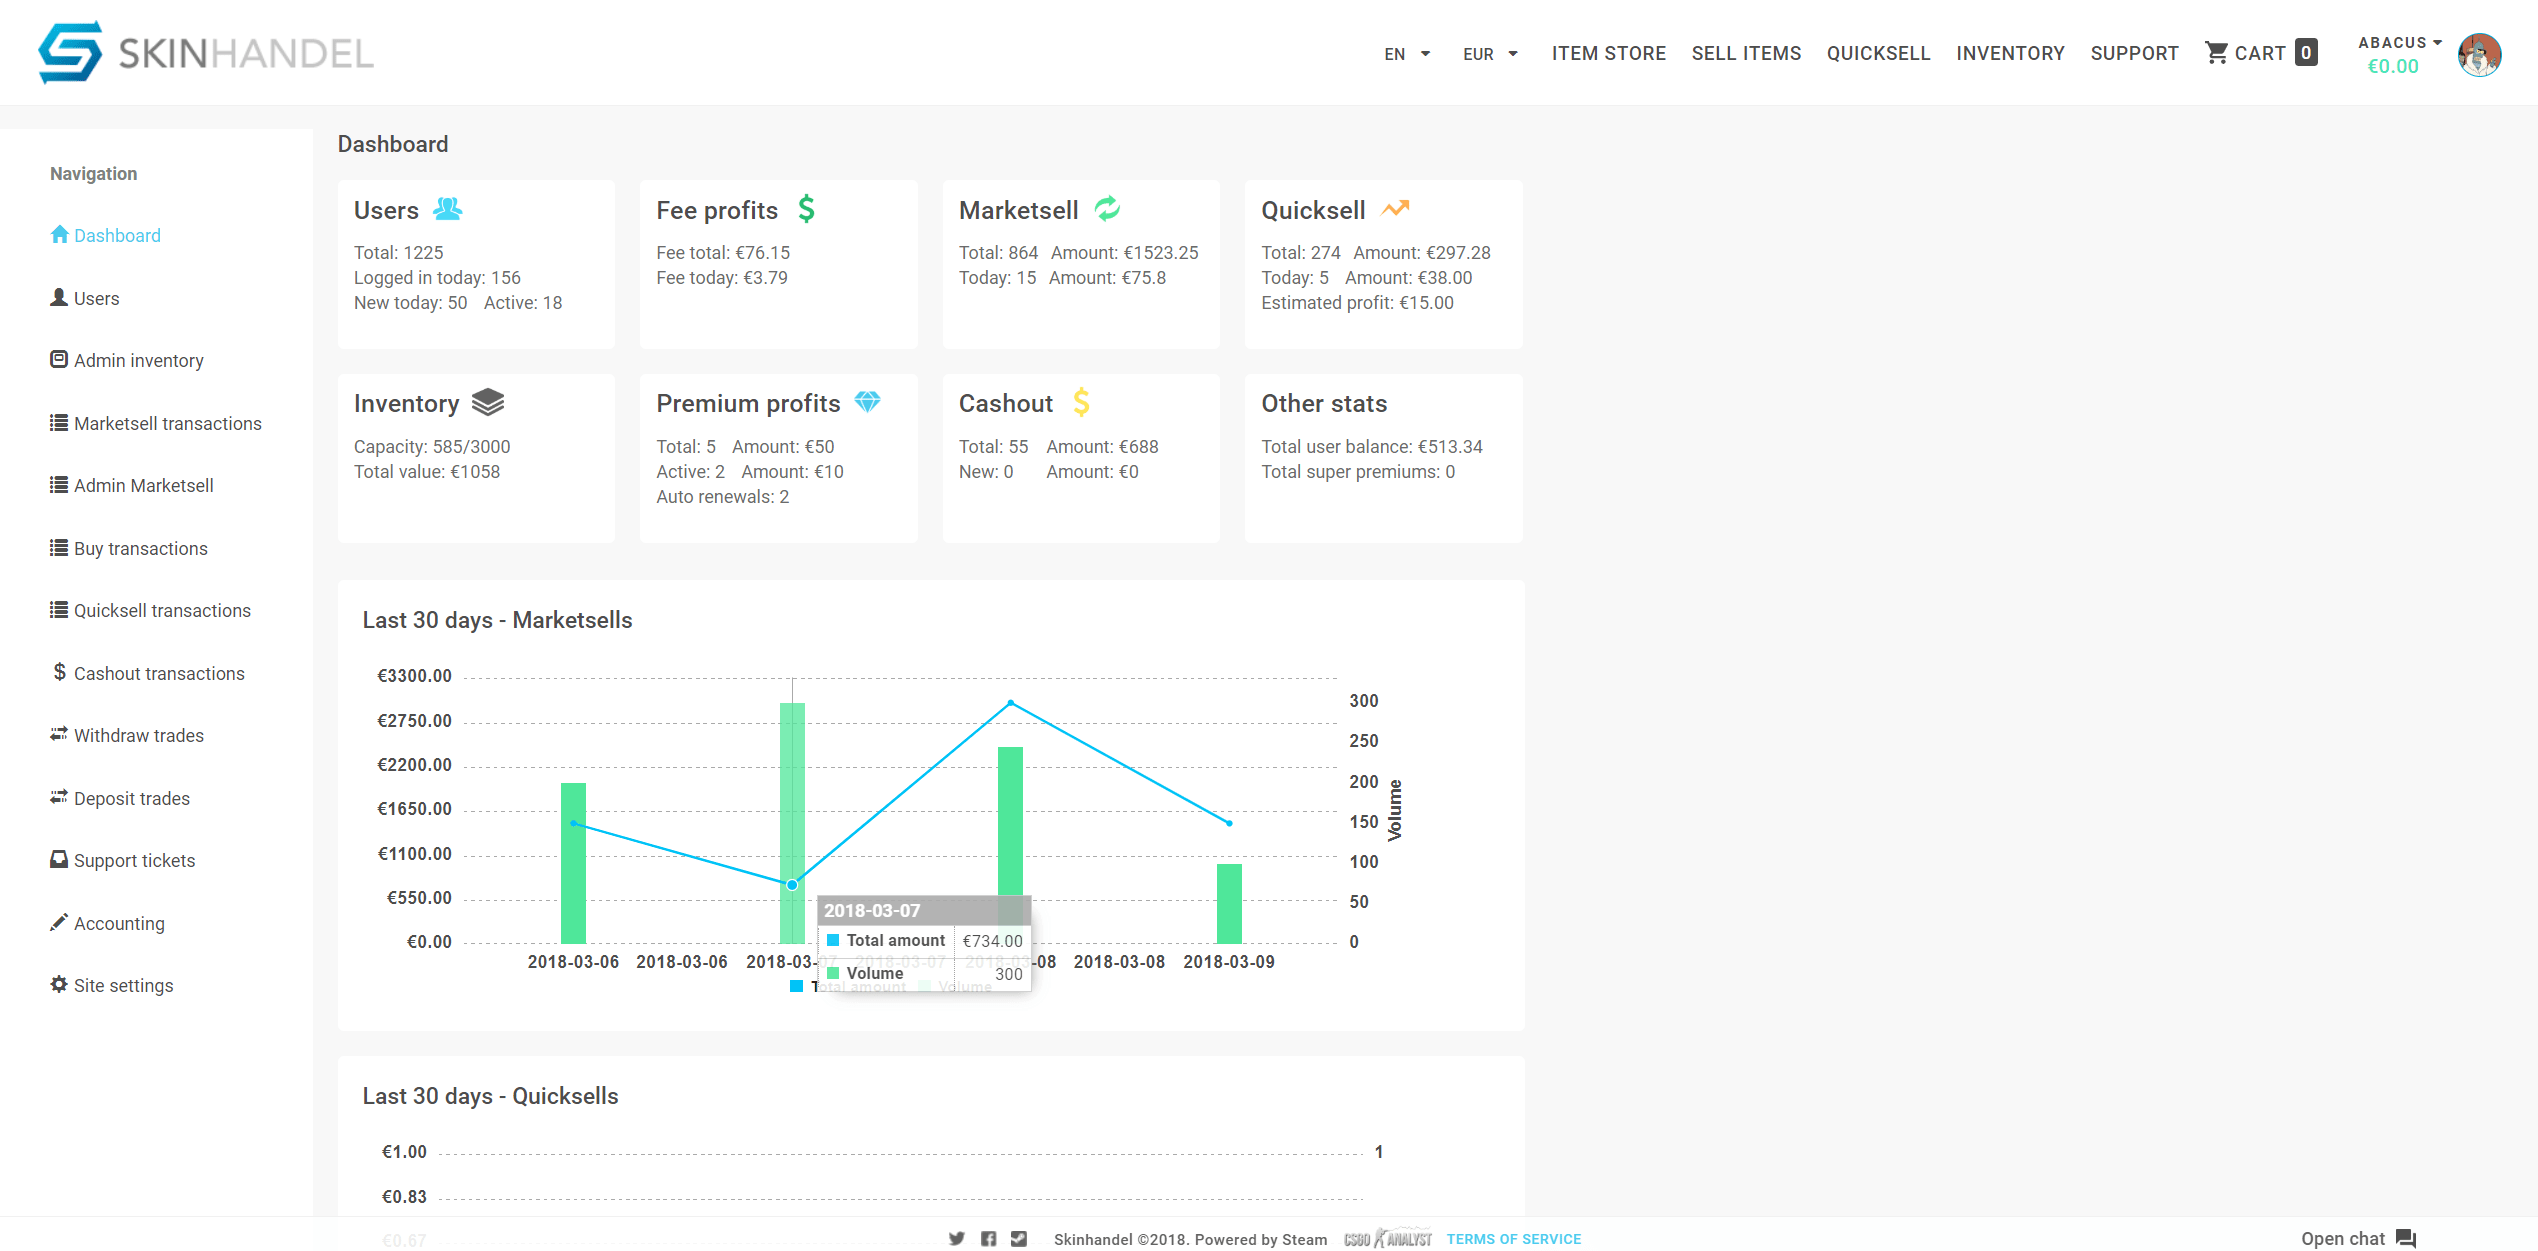 SKINHANDEL
EN EUR ITEM STORE SELL ITEMS QUICKSELL INVENTORY SUPPORT CART 0 ABACUS
€0.00
Navigation
Dashboard
Users
Admin inventory
Marketsell transactions
Admin Marketsell
Buy transactions
Quicksell transactions
Cashout transactions
Withdraw trades
Deposit trades
Support tickets
Accounting
Site settings
Dashboard
Users
Total: 1225
Logged in today: 156
New today: 50 Active: 18
Fee profits
Fee total: €76.15
Fee today: €3.79
Marketsell
Total: 864 Amount: €1523.25
Today: 15 Amount: €75.8
Quicksell
Total: 274 Amount: €297.28
Today: 5 Amount: €38.00
Estimated profit: €15.00
Inventory
Capacity: 585/3000
Total value: €1058
Premium profits
Total: 5 Amount: €50
Active: 2 Amount: €10
Auto renewals: 2
Cashout
Total: 55 Amount: €688
New: 0 Amount: €0
Other stats
Total user balance: €513.34
Total super premiums: 0
Last 30 days - Marketsells
€3300.00
€2750.00
€2200.00
€1650.00
€1100.00
€550.00
€0.00
300
250
200
150
100
50
0
Volume
2018-03-07
Total amount €734.00
Volume 300
2018-03-06 2018-03-06 2018-03-07 2018-03-07 2018-03-08 2018-03-08 2018-03-09
Total amount Volume
Last 30 days - Quicksells
€1.00 1
€0.83
€0.67
Skinhandel ©2018. Powered by Steam CSGO ANALYST TERMS OF SERVICE
Open chat